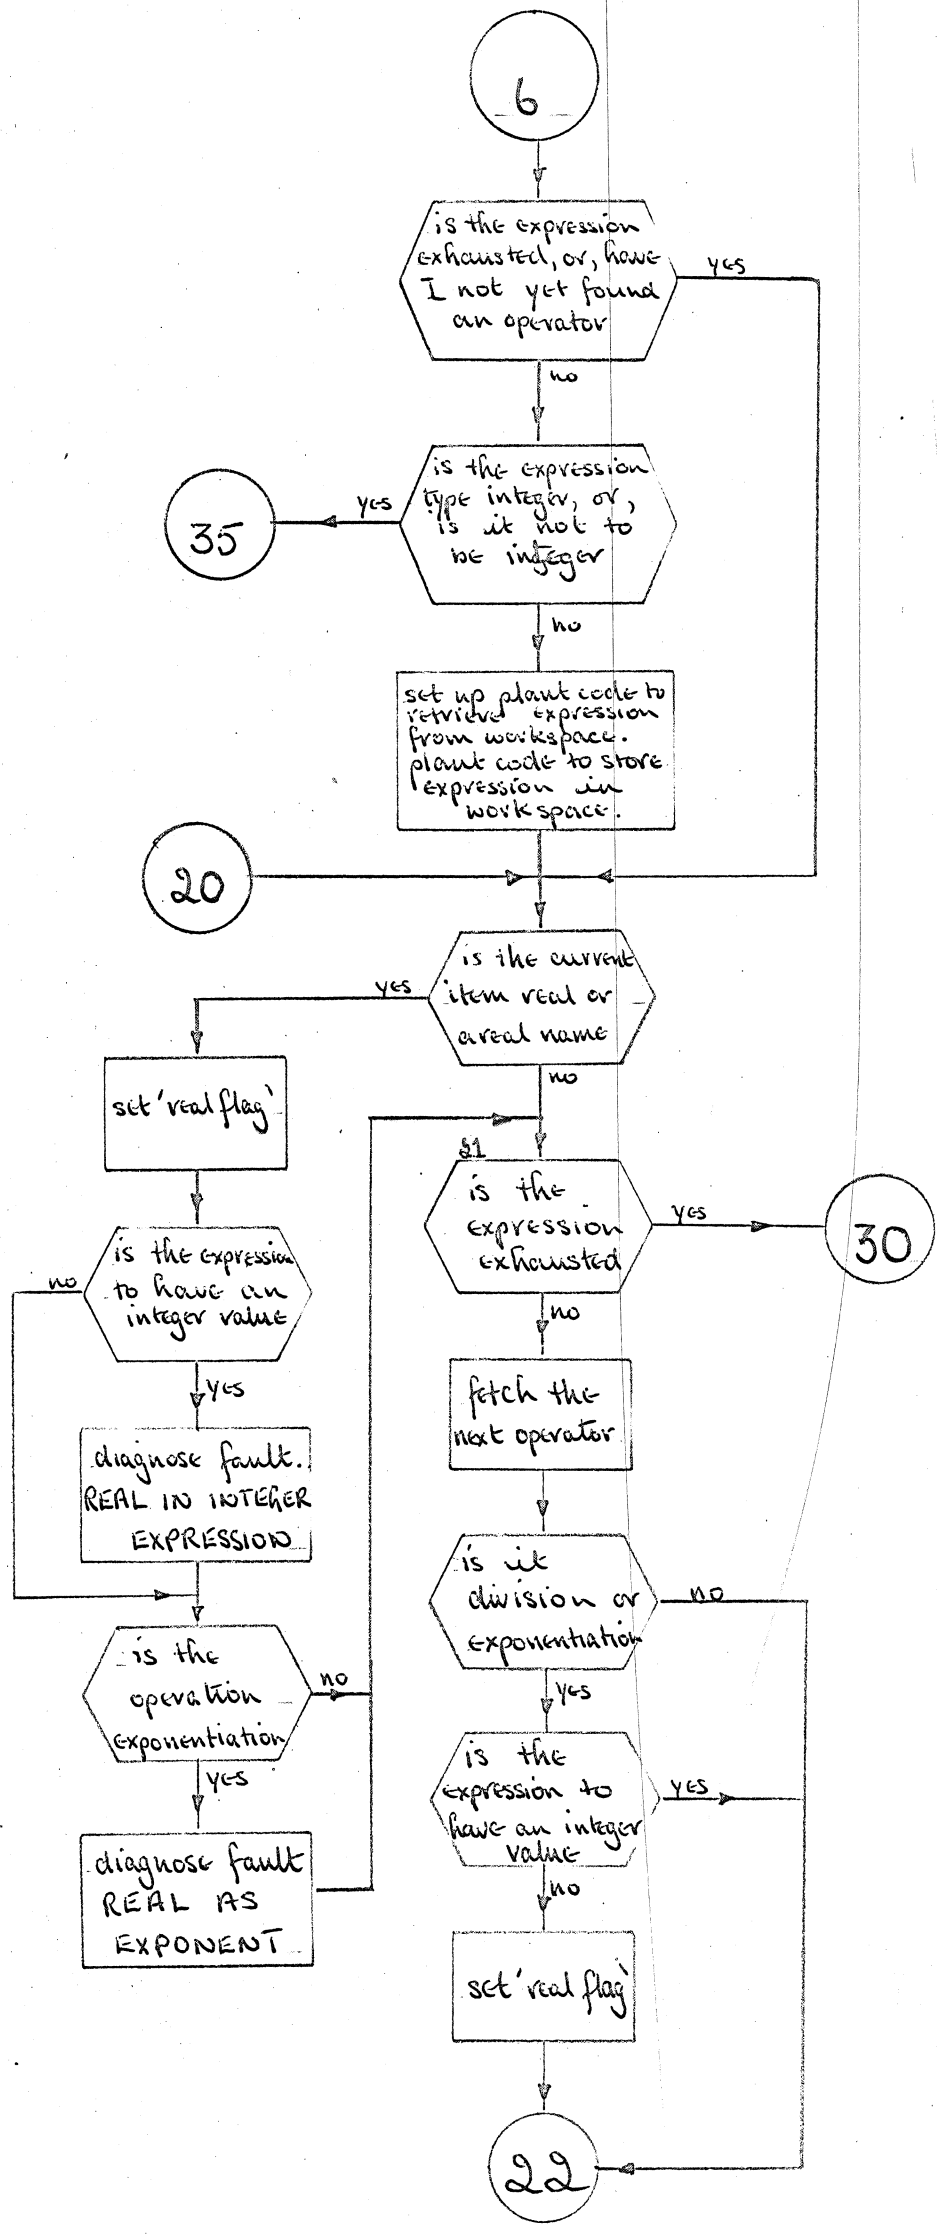 6
is the expression
exhausted, or, have
I not yet found
an operator
yes
no
is the expression
type integer, or,
is it not to
be integer
yes
35
no
set up plant code to
retrieve expression
from workspace.
plant code to store
expression in
workspace.
20
is the current
item real or
a real name
yes
no
set 'real flag'
21
is the
expression
exhausted
yes
30
is the expression
to have an
integer value
no
yes
no
fetch the
next operator
diagnose fault.
REAL IN INTEGER
EXPRESSION
is it
division or
exponentiation
no
yes
is the
operation
exponentiation
no
yes
is the
expression to
have an integer
value
yes
no
diagnose fault
REAL AS
EXPONENT
set 'real flag'
22